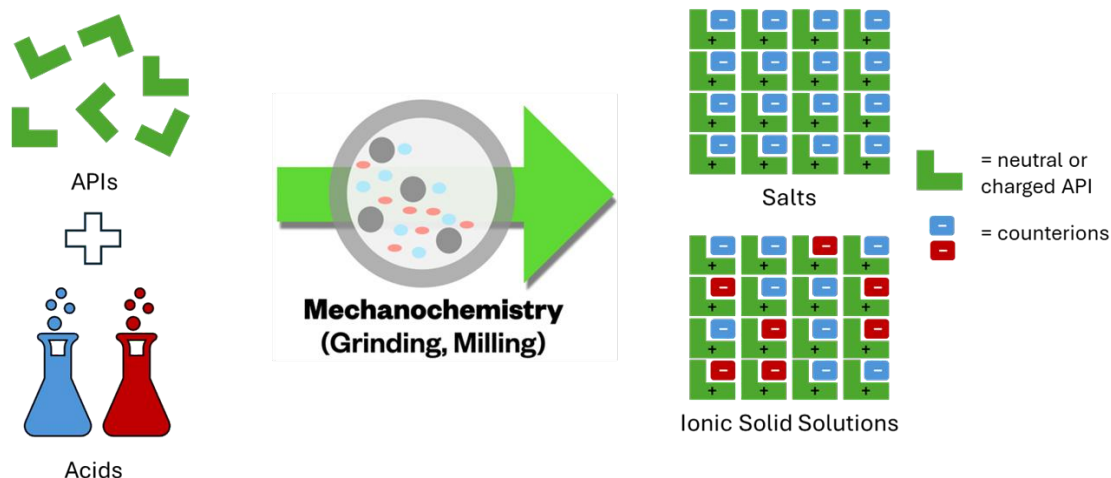 APIs
Acids
Mechanochemistry
(Grinding, Milling)
+ + + +
+ + + +
+ + + +
+ + + +
Salts
+ + + +
+ + + +
+ + + +
+ + + +
Ionic Solid Solutions
= neutral or
charged API
= counterions